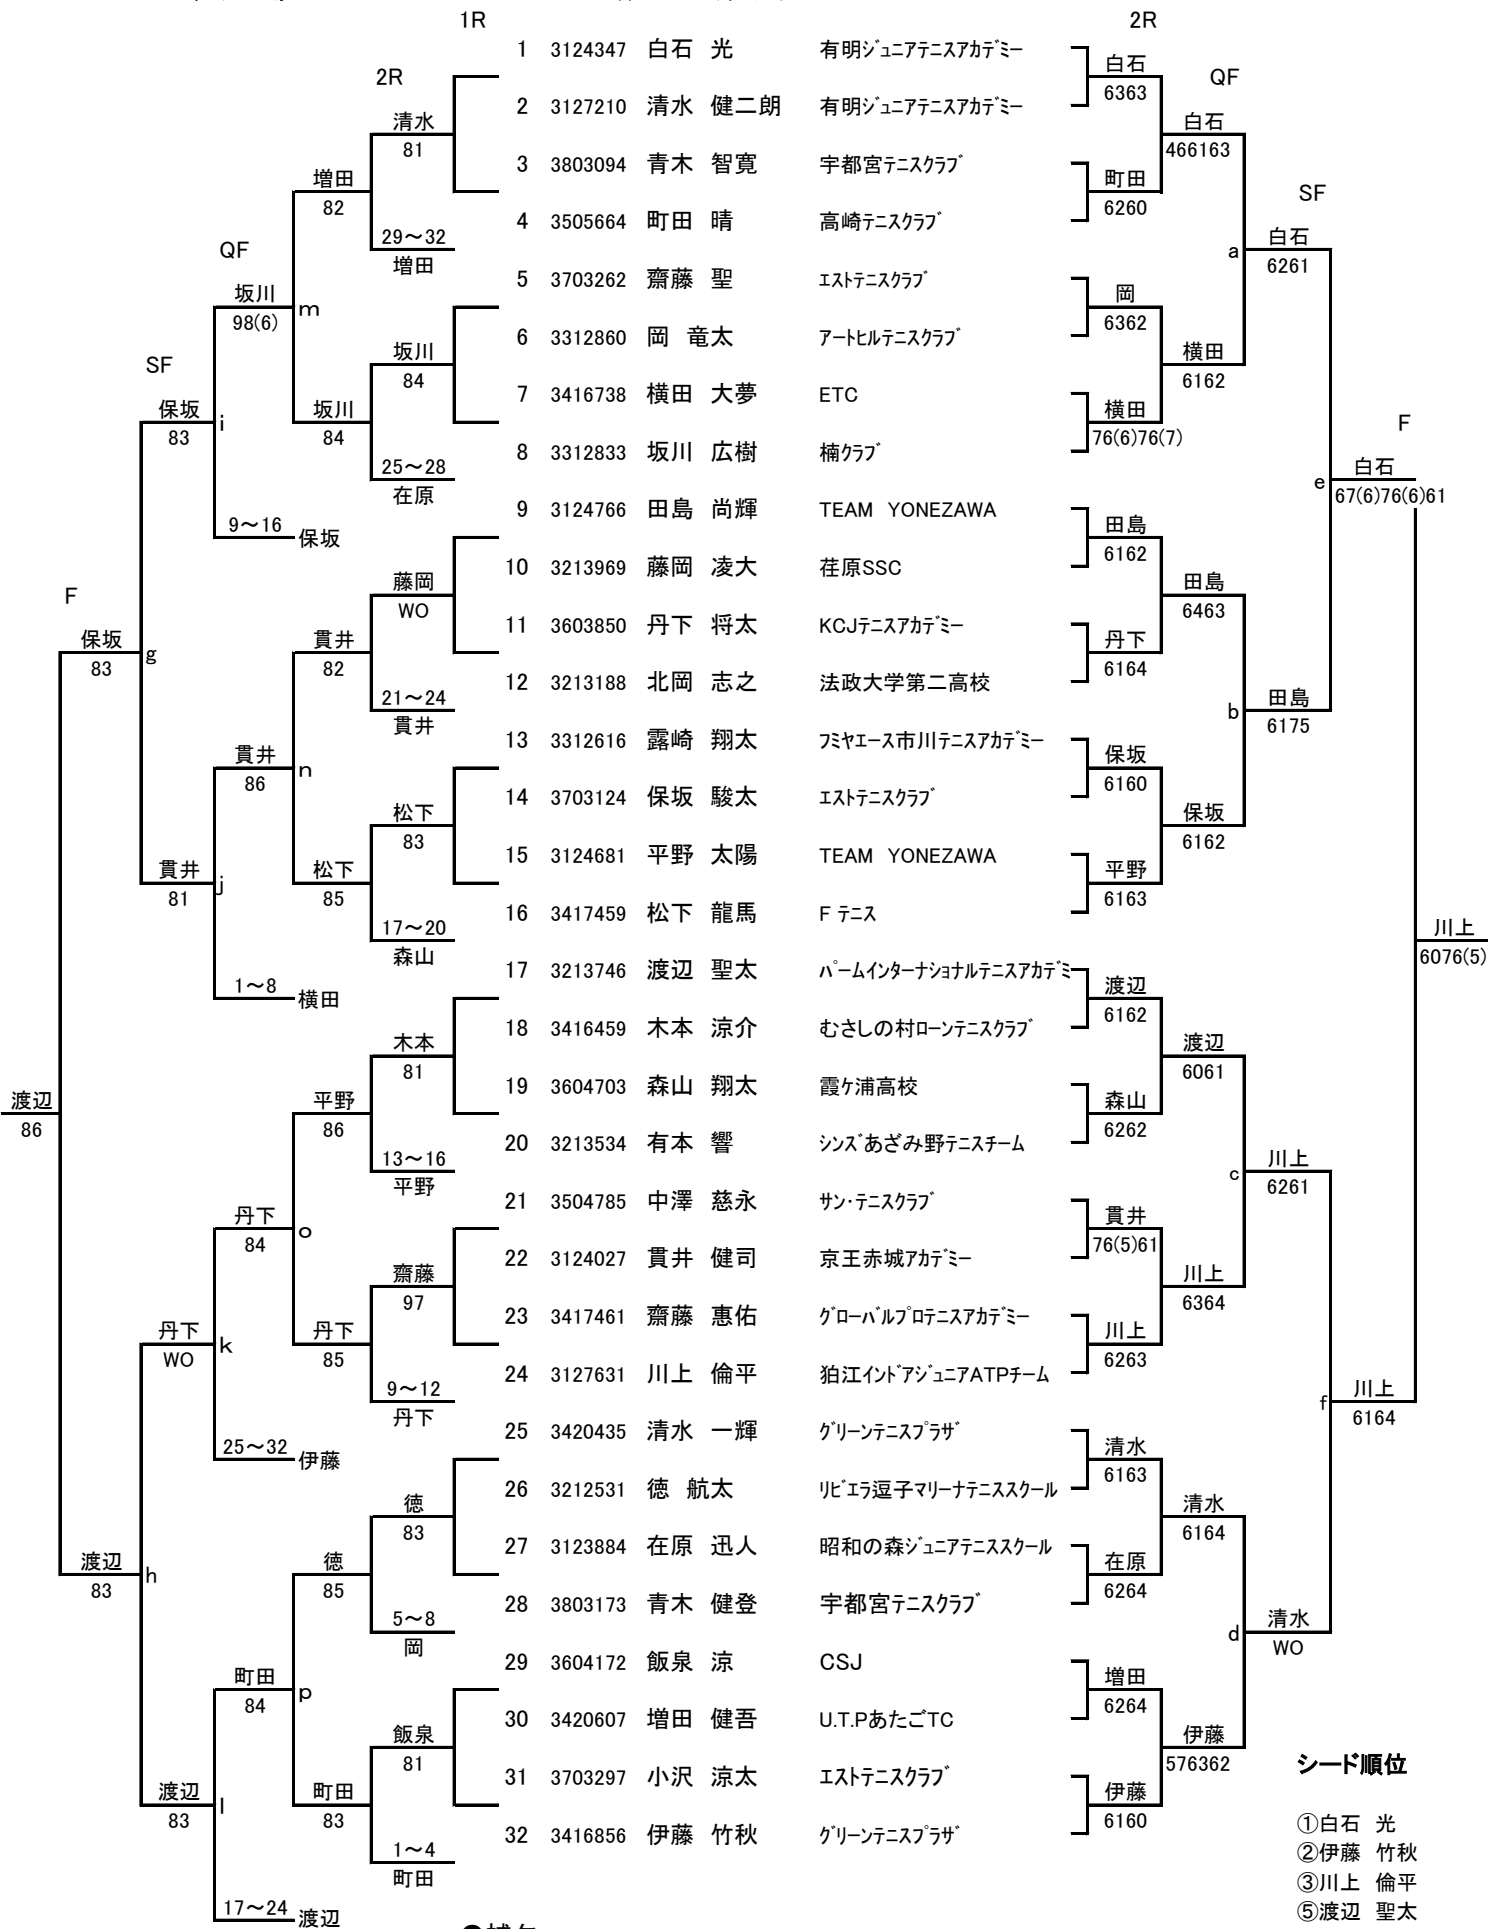 1R
2R
1 3124347 白石 光 有明ｼﾞｭﾆｱﾃﾆｽｱｶﾃﾞﾐｰ
2 3127210 清水 健二朗 有明ｼﾞｭﾆｱﾃﾆｽｱｶﾃﾞﾐｰ
3 3803094 青木 智寛 宇都宮ﾃﾆｽｸﾗﾌﾞ
4 3505664 町田 晴 高崎ﾃﾆｽｸﾗﾌﾞ
5 3703262 齋藤 聖 ｴｽﾄﾃﾆｽｸﾗﾌﾞ
6 3312860 岡 竜太 ｱｰﾄﾋﾙﾃﾆｽｸﾗﾌﾞ
7 3416738 横田 大夢 ETC
8 3312833 坂川 広樹 楠ｸﾗﾌﾞ
9 3124766 田島 尚輝 TEAM YONEZAWA
10 3213969 藤岡 凌大 荏原SSC
11 3603850 丹下 将太 KCJﾃﾆｽｱｶﾃﾞﾐｰ
12 3213188 北岡 志之 法政大学第二高校
13 3312616 露崎 翔太 ﾌﾐﾔｴｰｽ市川ﾃﾆｽｱｶﾃﾞﾐｰ
14 3703124 保坂 駿太 ｴｽﾄﾃﾆｽｸﾗﾌﾞ
15 3124681 平野 太陽 TEAM YONEZAWA
16 3417459 松下 龍馬 F ﾃﾆｽ
17 3213746 渡辺 聖太 ﾊﾟｰﾑｲﾝﾀｰﾅｼｮﾅﾙﾃﾆｽｱｶﾃﾞﾐ
18 3416459 木本 涼介 むさしの村ﾛｰﾝﾃﾆｽｸﾗﾌﾞ
19 3604703 森山 翔太 霞ケ浦高校
20 3213534 有本 響 ｼﾝｽﾞあざみ野ﾃﾆｽﾁｰﾑ
21 3504785 中澤 慈永 ｻﾝ･ﾃﾆｽｸﾗﾌﾞ
22 3124027 貫井 健司 京王赤城ｱｶﾃﾞﾐｰ
23 3417461 齋藤 惠佑 ｸﾞﾛｰﾊﾞﾙﾌﾟﾛﾃﾆｽｱｶﾃﾞﾐｰ
24 3127631 川上 倫平 狛江ｲﾝﾄﾞｱｼﾞｭﾆｱATPﾁｰﾑ
25 3420435 清水 一輝 ｸﾞﾘｰﾝﾃﾆｽﾌﾟﾗｻﾞ
26 3212531 徳 航太 ﾘﾋﾞｴﾗ逗子ﾏﾘｰﾅﾃﾆｽｽｸｰﾙ
27 3123884 在原 迅人 昭和の森ｼﾞｭﾆｱﾃﾆｽｽｸｰﾙ
28 3803173 青木 健登 宇都宮ﾃﾆｽｸﾗﾌﾞ
29 3604172 飯泉 涼 CSJ
30 3420607 増田 健吾 U.T.PあたごTC
31 3703297 小沢 涼太 ｴｽﾄﾃﾆｽｸﾗﾌﾞ
32 3416856 伊藤 竹秋 ｸﾞﾘｰﾝﾃﾆｽﾌﾟﾗｻﾞ
2R
清水
81
29～32
増田
坂川
84
25～28
在原
藤岡
WO
21～24
貫井
松下
83
17～20
森山
木本
81
13～16
平野
齋藤
97
9～12
丹下
徳
83
5～8
岡
飯泉
81
1～4
町田
増田
82
坂川
84
貫井
82
松下
85
平野
86
丹下
85
徳
85
町田
83
QF
坂川
98(6)
m
9～16
保坂
貫井
86
n
1～8
横田
丹下
84
o
25～32
伊藤
町田
84
p
17～24
渡辺
SF
保坂
83
i
貫井
81
j
丹下
WO
k
渡辺
83
l
F
保坂
83
g
渡辺
83
h
渡辺
86
白石
6363
町田
6260
岡
6362
横田
76(6)76(7)
田島
6162
丹下
6164
保坂
6160
平野
6163
渡辺
6162
森山
6262
貫井
76(5)61
川上
6263
清水
6163
在原
6264
増田
6264
伊藤
6160
QF
白石
466163
横田
6162
田島
6463
保坂
6162
渡辺
6061
川上
6364
清水
6164
伊藤
576362
SF
a
白石
6261
b
田島
6175
c
川上
6261
d
清水
WO
F
e
白石
67(6)76(6)61
f
川上
6164
川上
6076(5)
シード順位
①白石 光
②伊藤 竹秋
③川上 倫平
⑤渡辺 聖太